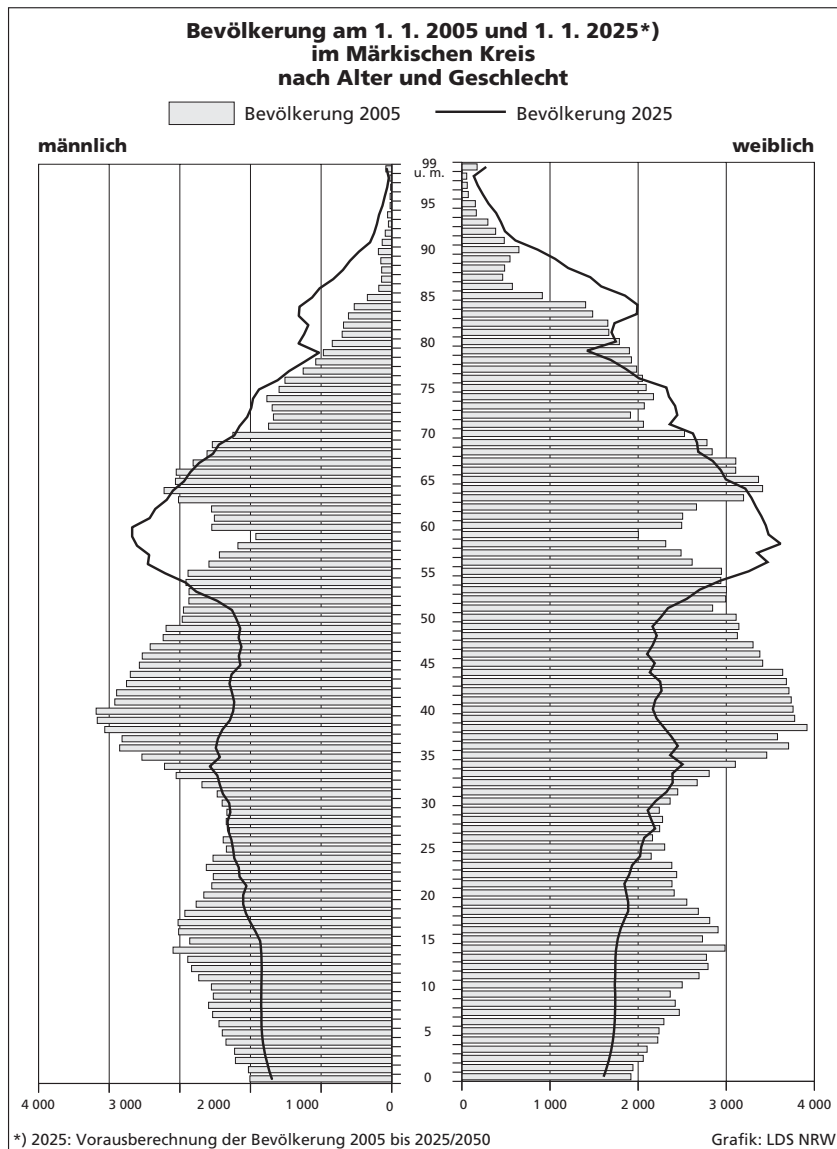 Bevölkerung am 1. 1. 2005 und 1. 1. 2025*)
im Märkischen Kreis
nach Alter und Geschlecht
Bevölkerung 2005 Bevölkerung 2025
männlich weiblich
99
u. m.
95
90
85
80
75
70
65
60
55
50
45
40
35
30
25
20
15
10
5
0
4 000 3 000 2 000 1 000 0 0 1 000 2 000 3 000 4 000
*) 2025: Vorausberechnung der Bevölkerung 2005 bis 2025/2050 Grafik: LDS NRW